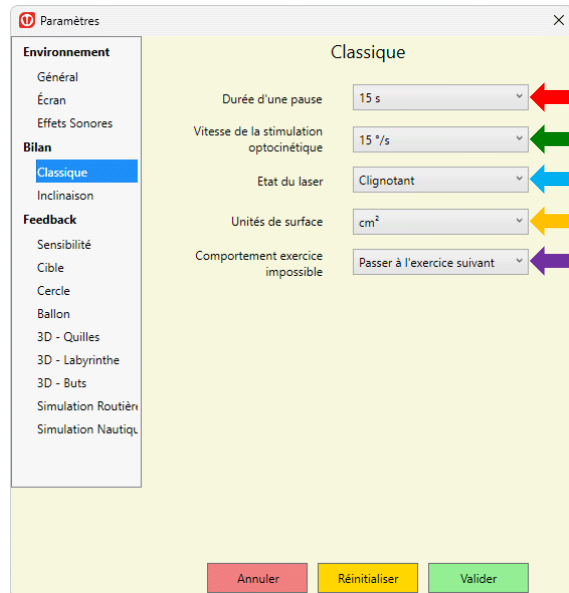 Paramètres
Environnement
Général
Écran
Effets Sonores
Bilan
Classique
Inclinaison
Feedback
Sensibilité
Cible
Cercle
Ballon
3D - Quilles
3D - Labyrinthe
3D - Buts
Simulation Routièr
Simulation Nautiqu
Classique
Durée d'une pause 15 s
Vitesse de la stimulation
optocinétique 15 °/s
Etat du laser Clignotant
Unités de surface cm²
Comportement exercice
impossible Passer à l'exercice suivant
Annuler Réinitialiser Valider